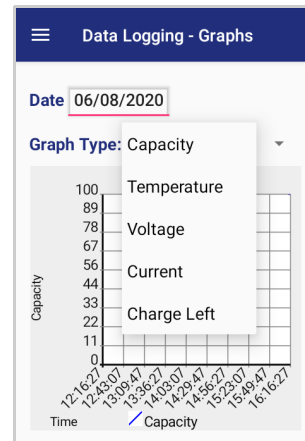 Data Logging - Graphs
Date 06/08/2020
Graph Type: Capacity
Temperature
Voltage
Current
Charge Left
100
89
78
67
56
44
33
22
11
0
Capacity
12:16:27
12:43:07
13:09:47
13:36:27
14:03:07
14:29:47
14:56:27
15:23:07
15:49:47
16:16:27
Time
Capacity